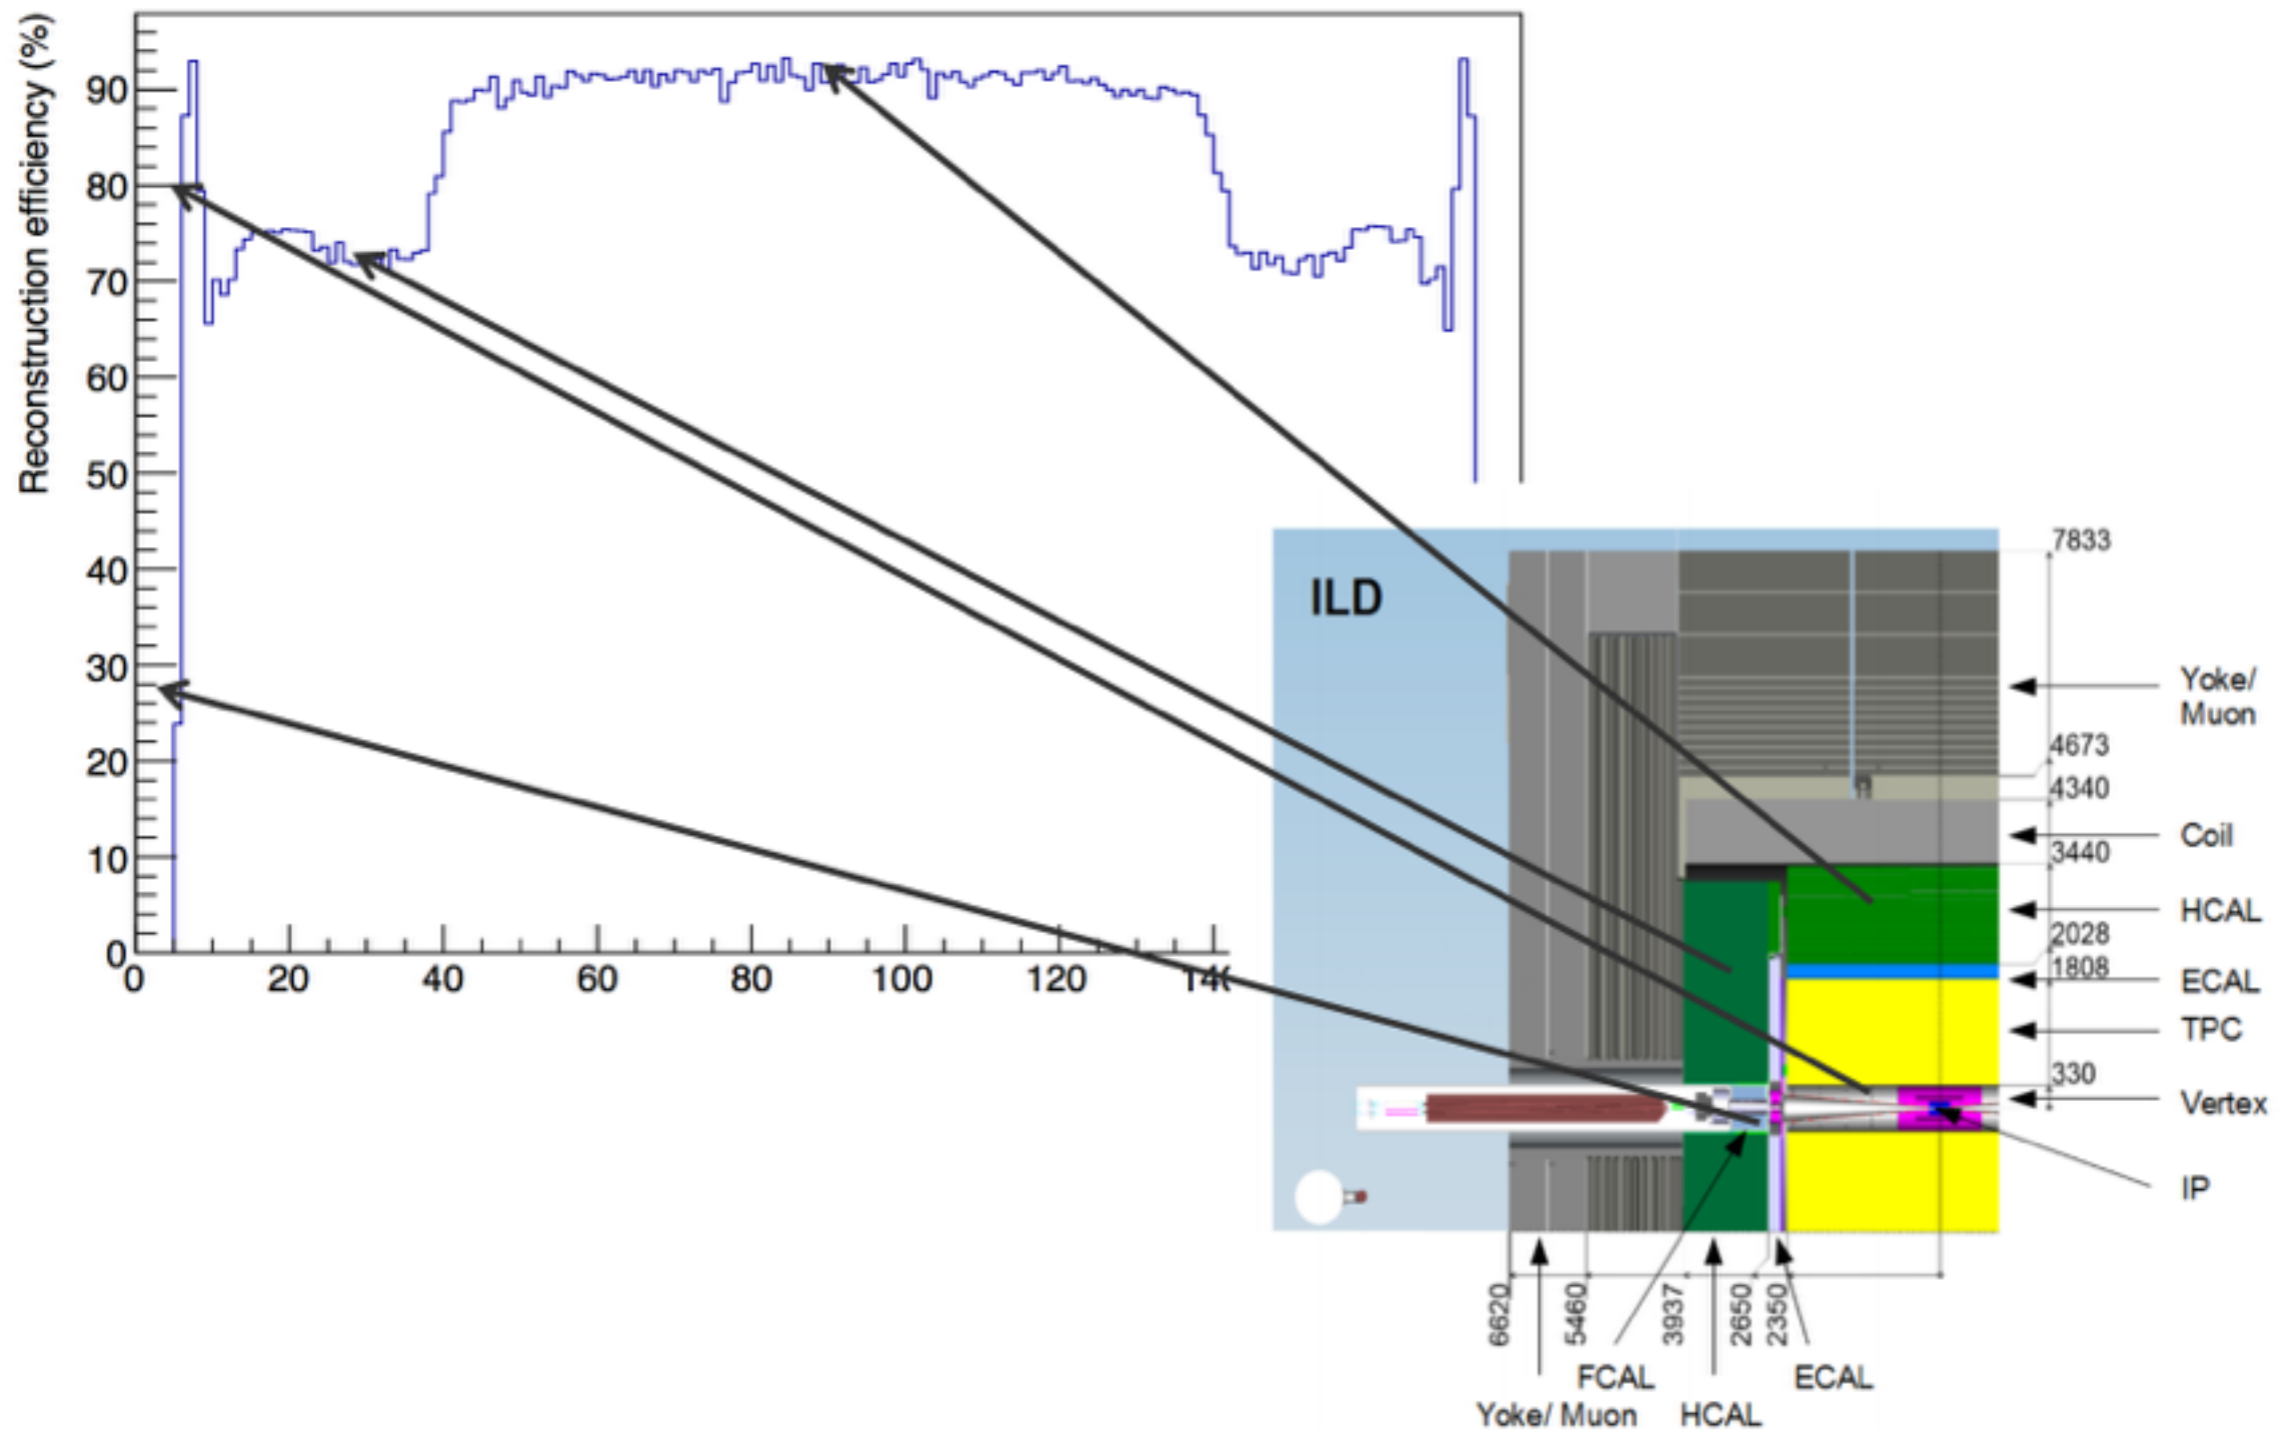 Reconstruction efficiency (%)
90
80
70
60
50
40
30
20
10
0
0 20 40 60 80 100 120
ILD
7833
Yoke/
Muon
4673
4340
Coil
3440
HCAL
2028
1808
ECAL
TPC
330
Vertex
IP
6620 5460 3937 2650 2350
FCAL ECAL
Yoke/ Muon HCAL